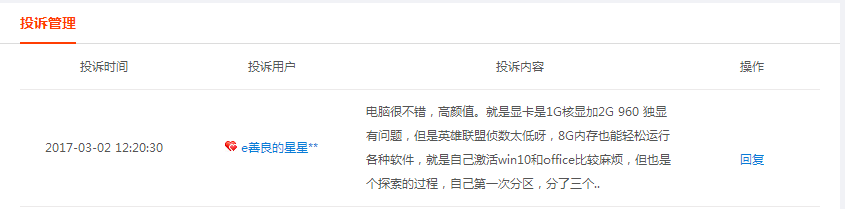 投诉管理
投诉时间 投诉用户 投诉内容 操作
电脑很不错，高颜值。就是显卡是1G核显加2G 960 独显
有问题，但是英雄联盟侦数太低呀，8G内存也能轻松运行
2017-03-02 12:20:30 e善良的星星** 各种软件，就是自己激活win10和office比较麻烦，但也是 回复
个探索的过程，自己第一次分区，分了三个..